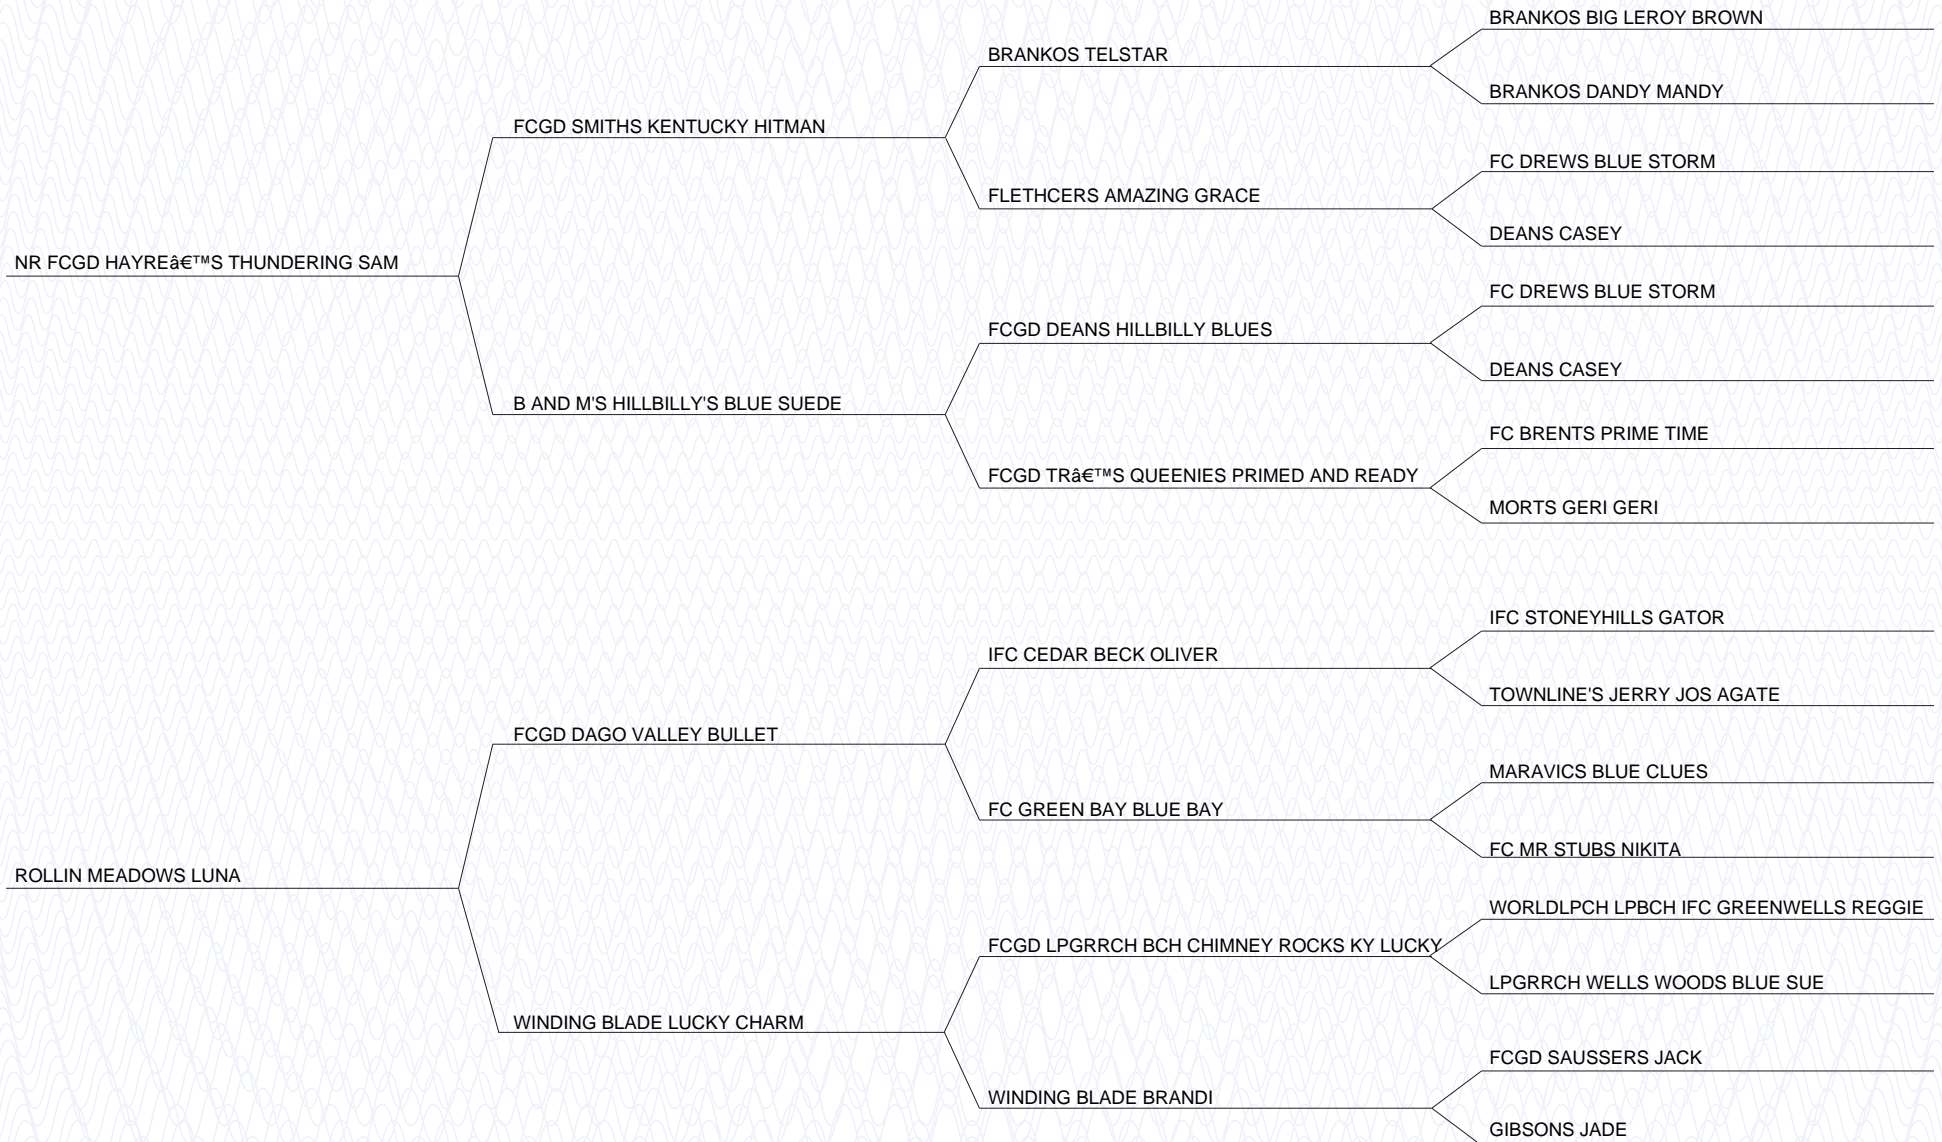 BRANKOS BIG LEROY BROWN
BRANKOS TELSTAR
BRANKOS DANDY MANDY
FCGD SMITHS KENTUCKY HITMAN
FC DREWS BLUE STORM
FLETHCERS AMAZING GRACE
DEANS CASEY
NR FCGD HAYREâ€™S THUNDERING SAM
FC DREWS BLUE STORM
FCGD DEANS HILLBILLY BLUES
DEANS CASEY
B AND M'S HILLBILLY'S BLUE SUEDE
FC BRENTS PRIME TIME
FCGD TRâ€™S QUEENIES PRIMED AND READY
MORTS GERI GERI
IFC STONEYHILLS GATOR
IFC CEDAR BECK OLIVER
TOWNLINE'S JERRY JOS AGATE
FCGD DAGO VALLEY BULLET
MARAVICS BLUE CLUES
FC GREEN BAY BLUE BAY
FC MR STUBS NIKITA
ROLLIN MEADOWS LUNA
WORLDLPCH LPBCH IFC GREENWELLS REGGIE
FCGD LPGRRCH BCH CHIMNEY ROCKS KY LUCKY
LPGRRCH WELLS WOODS BLUE SUE
WINDING BLADE LUCKY CHARM
FCGD SAUSSERS JACK
WINDING BLADE BRANDI
GIBSONS JADE